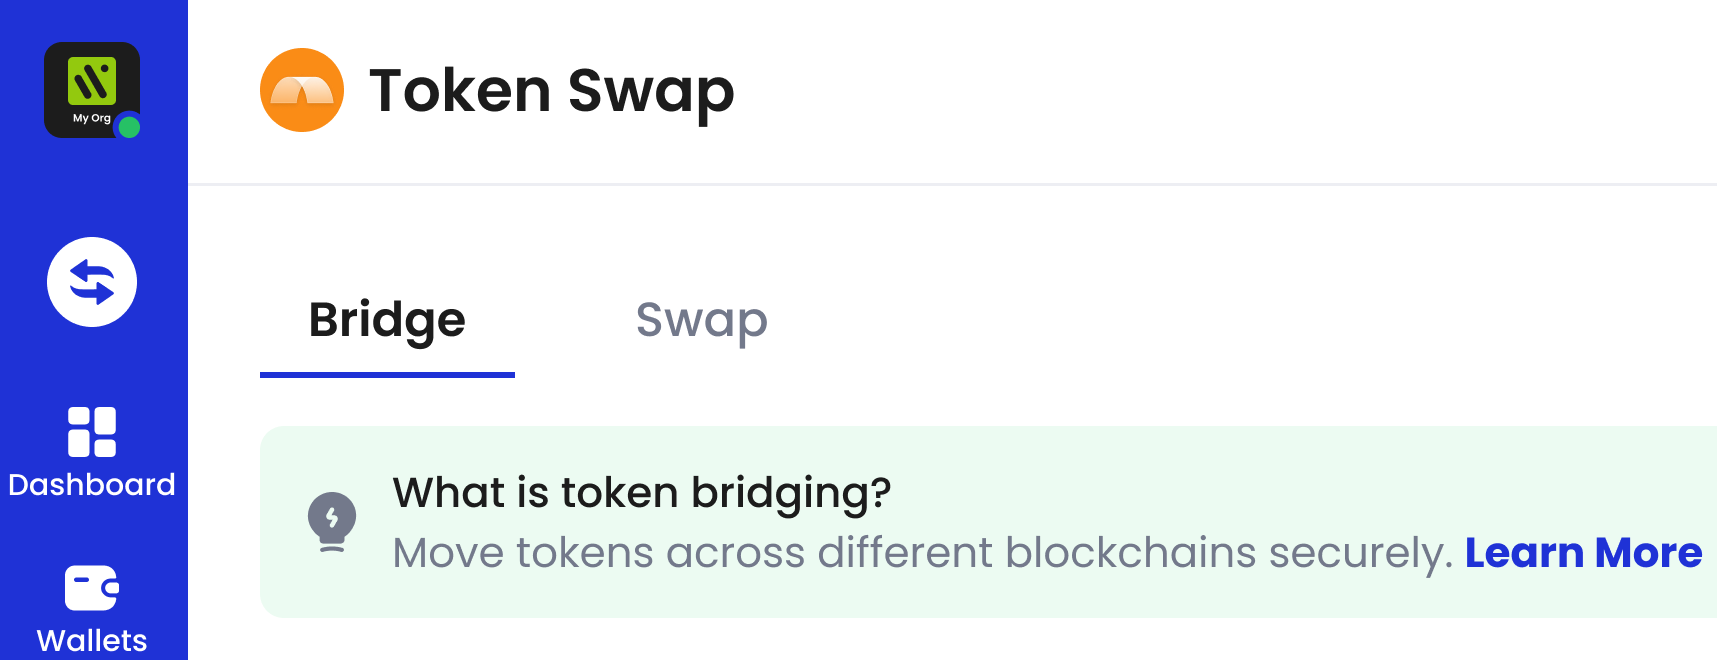 My Org
Token Swap
Bridge
Swap
What is token bridging?
Move tokens across different blockchains securely. Learn More
Dashboard
Wallets